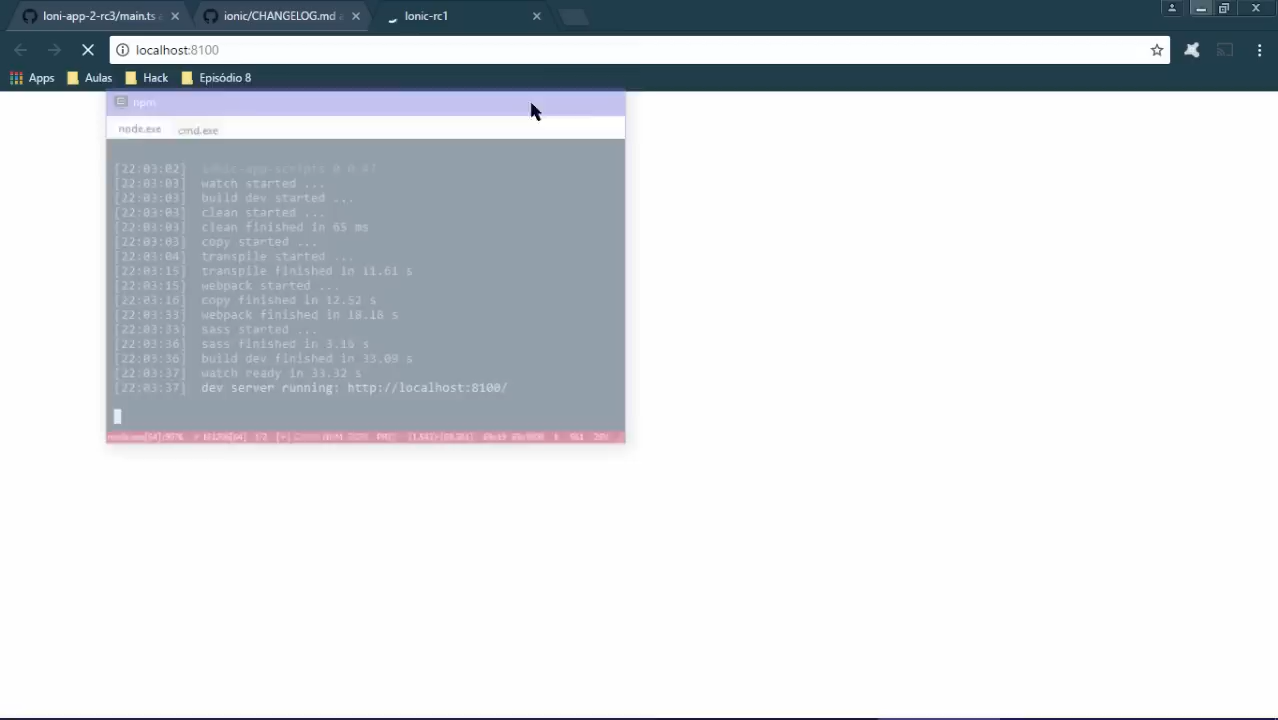 Ioni-app-2-rc3/main.ts a
ionic/CHANGELOG.md a
Ionic-rc1
localhost:8100
Apps
Aulas
Hack
Episódio 8
npm
node.exe
cmd.exe
[22:03:02] ionic-app-scripts 0.0.47
[22:03:03] watch started ...
[22:03:03] build dev started ...
[22:03:03] clean started ...
[22:03:03] clean finished in 65 ms
[22:03:03] copy started ...
[22:03:04] transpile started ...
[22:03:15] transpile finished in 11.61 s
[22:03:15] webpack started ...
[22:03:16] copy finished in 12.52 s
[22:03:33] webpack finished in 18.18 s
[22:03:33] sass started ...
[22:03:36] sass finished in 3.16 s
[22:03:36] build dev finished in 33.09 s
[22:03:37] watch ready in 33.32 s
[22:03:37] dev server running: http://localhost:8100/